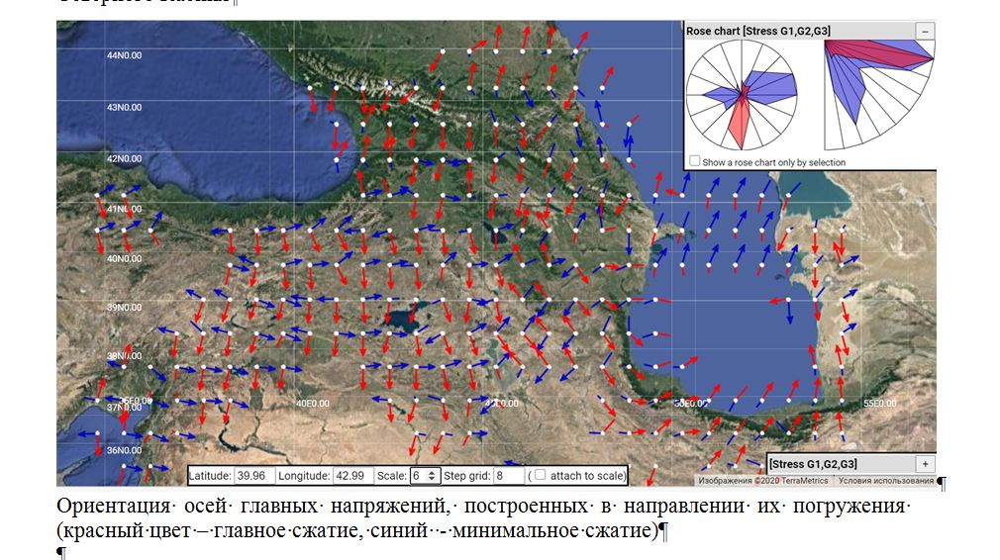 Rose chart [Stress G1,G2,G3] −
44N0.00
43N0.00
42N0.00
Show a rose chart only by selection
41N0.00
40N0.00
39N0.00
38N0.00
40E0.00
55E0.00
37N0.00
36N0.00
[Stress G1,G2,G3] +
Latitude: 39.96 Longitude: 42.99 Scale: 6 Step grid: 8 ( attach to scale)
Изображения ©2020 TerraMetrics Условия использования ¶
Ориентация· осей· главных· напряжений,· построенных· в· направлении· их· погружения·
(красный·цвет·–·главное·сжатие,·синий··-·минимальное·сжатие)¶
¶